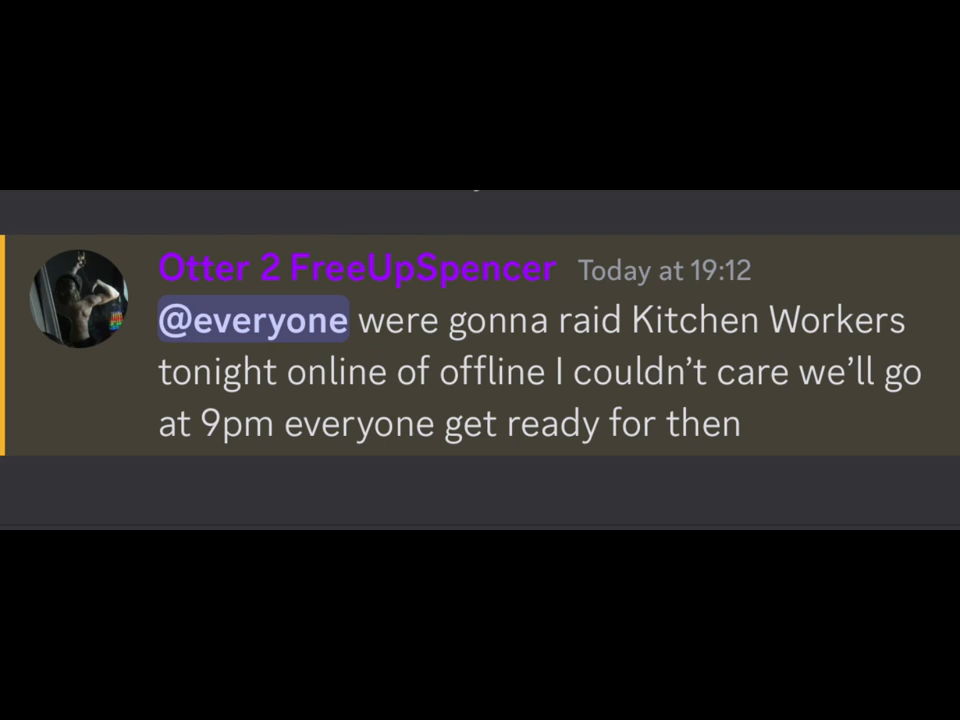 Otter 2 FreeUpSpencer Today at 19:12
@everyone were gonna raid Kitchen Workers
tonight online of offline I couldn't care we'll go
at 9pm everyone get ready for then